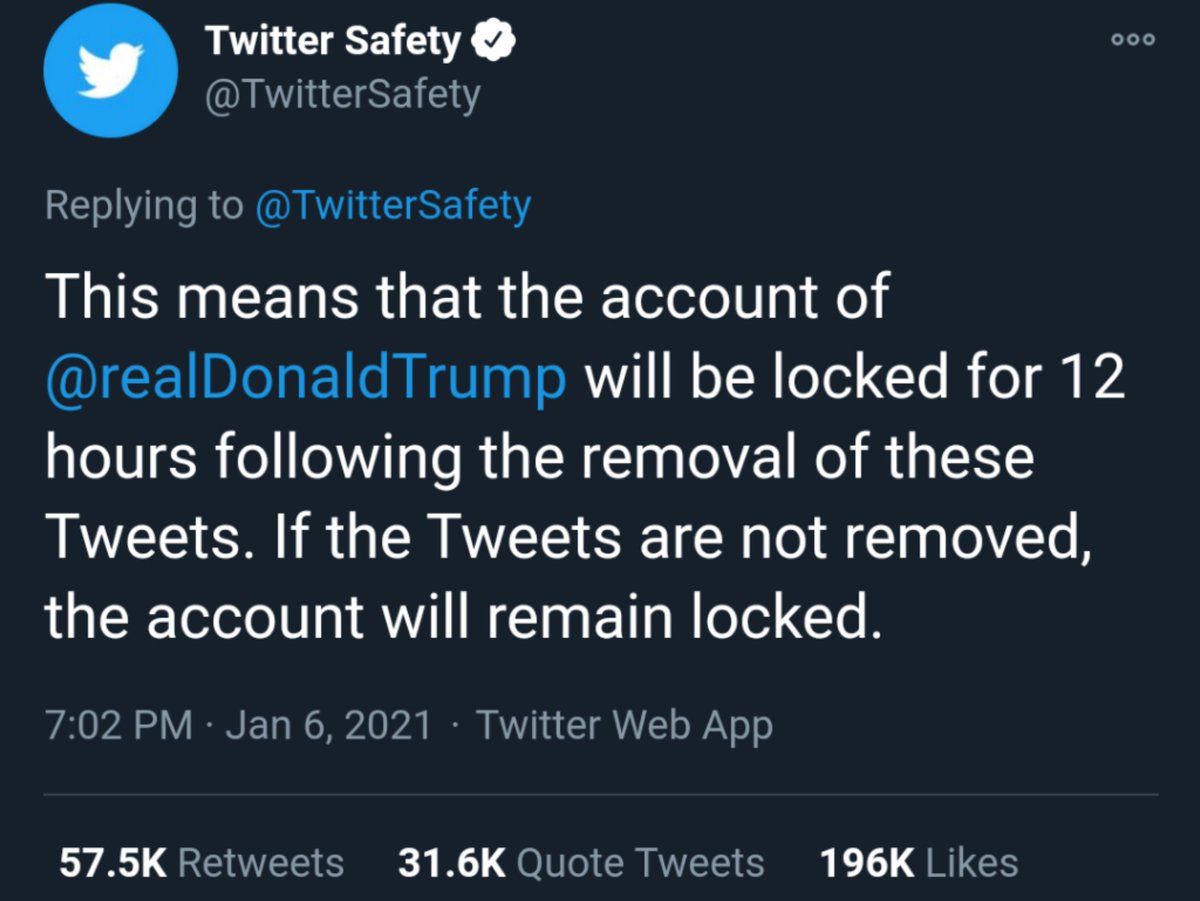 Twitter Safety
@TwitterSafety
Replying to @TwitterSafety
This means that the account of
@realDonaldTrump will be locked for 12
hours following the removal of these
Tweets. If the Tweets are not removed,
the account will remain locked.
7:02 PM · Jan 6, 2021 · Twitter Web App
57.5K Retweets 31.6K Quote Tweets 196K Likes